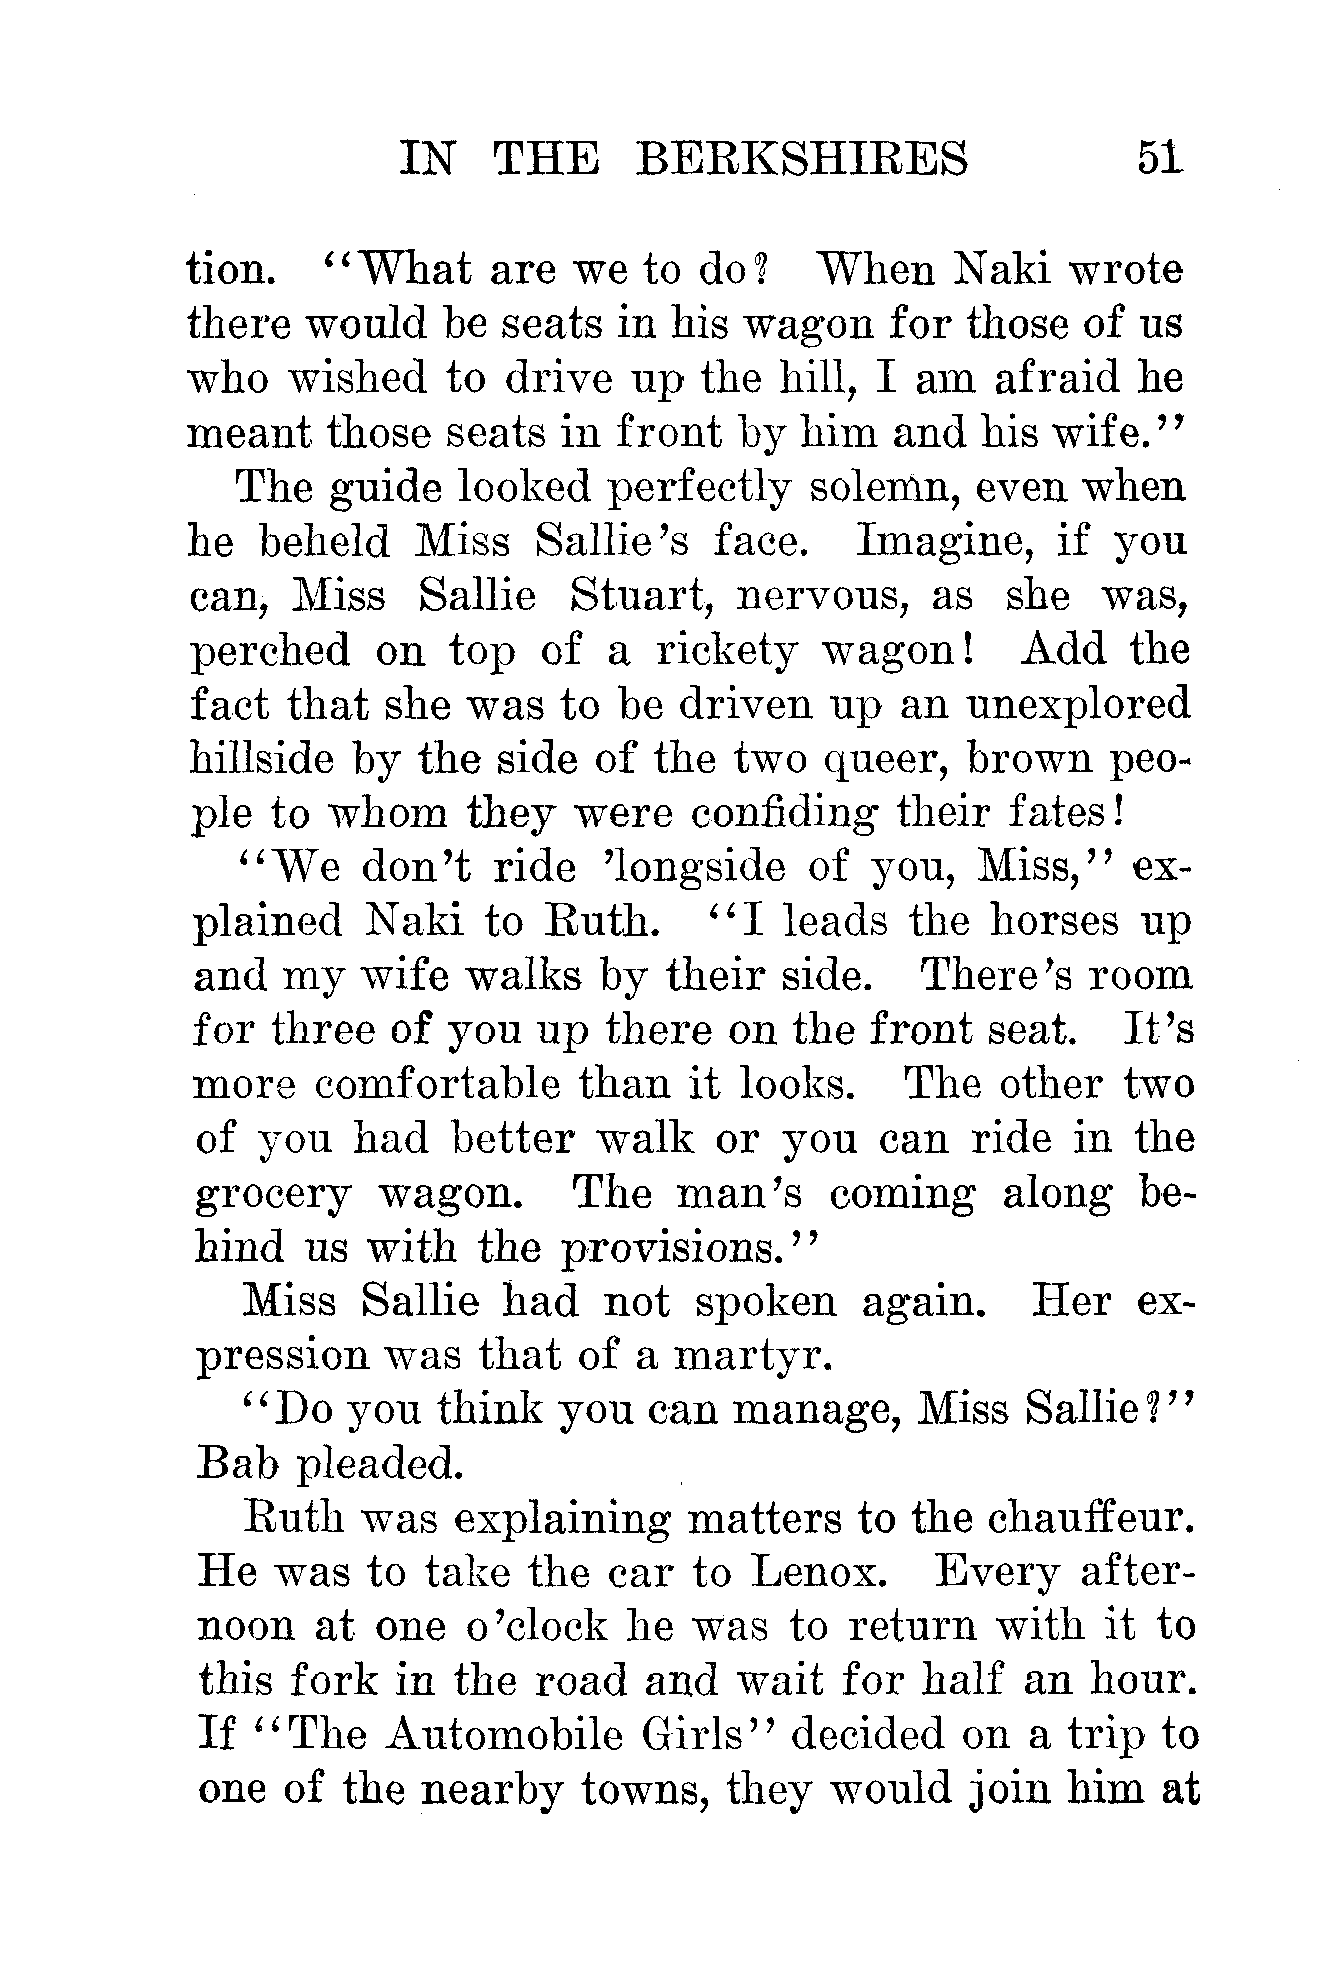 IN THE BERKSHIRES 51
tion. "What are we to do? When Naki wrote
there would be seats in his wagon for those of us
who wished to drive up the hill, I am afraid he
meant those seats in front by him and his wife."
The guide looked perfectly solemn, even when
he beheld Miss Sallie's face. Imagine, if you
can, Miss Sallie Stuart, nervous, as she was,
perched on top of a rickety wagon! Add the
fact that she was to be driven up an unexplored
hillside by the side of the two queer, brown peo-
ple to whom they were confiding their fates!
"We don't ride 'longside of you, Miss," ex-
plained Naki to Ruth. "I leads the horses up
and my wife walks by their side. There's room
for three of you up there on the front seat. It's
more comfortable than it looks. The other two
of you had better walk or you can ride in the
grocery wagon. The man's coming along be-
hind us with the provisions."
Miss Sallie had not spoken again. Her ex-
pression was that of a martyr.
"Do you think you can manage, Miss Sallie?"
Bab pleaded.
Ruth was explaining matters to the chauffeur.
He was to take the car to Lenox. Every after-
noon at one o'clock he was to return with it to
this fork in the road and wait for half an hour.
If "The Automobile Girls" decided on a trip to
one of the nearby towns, they would join him at